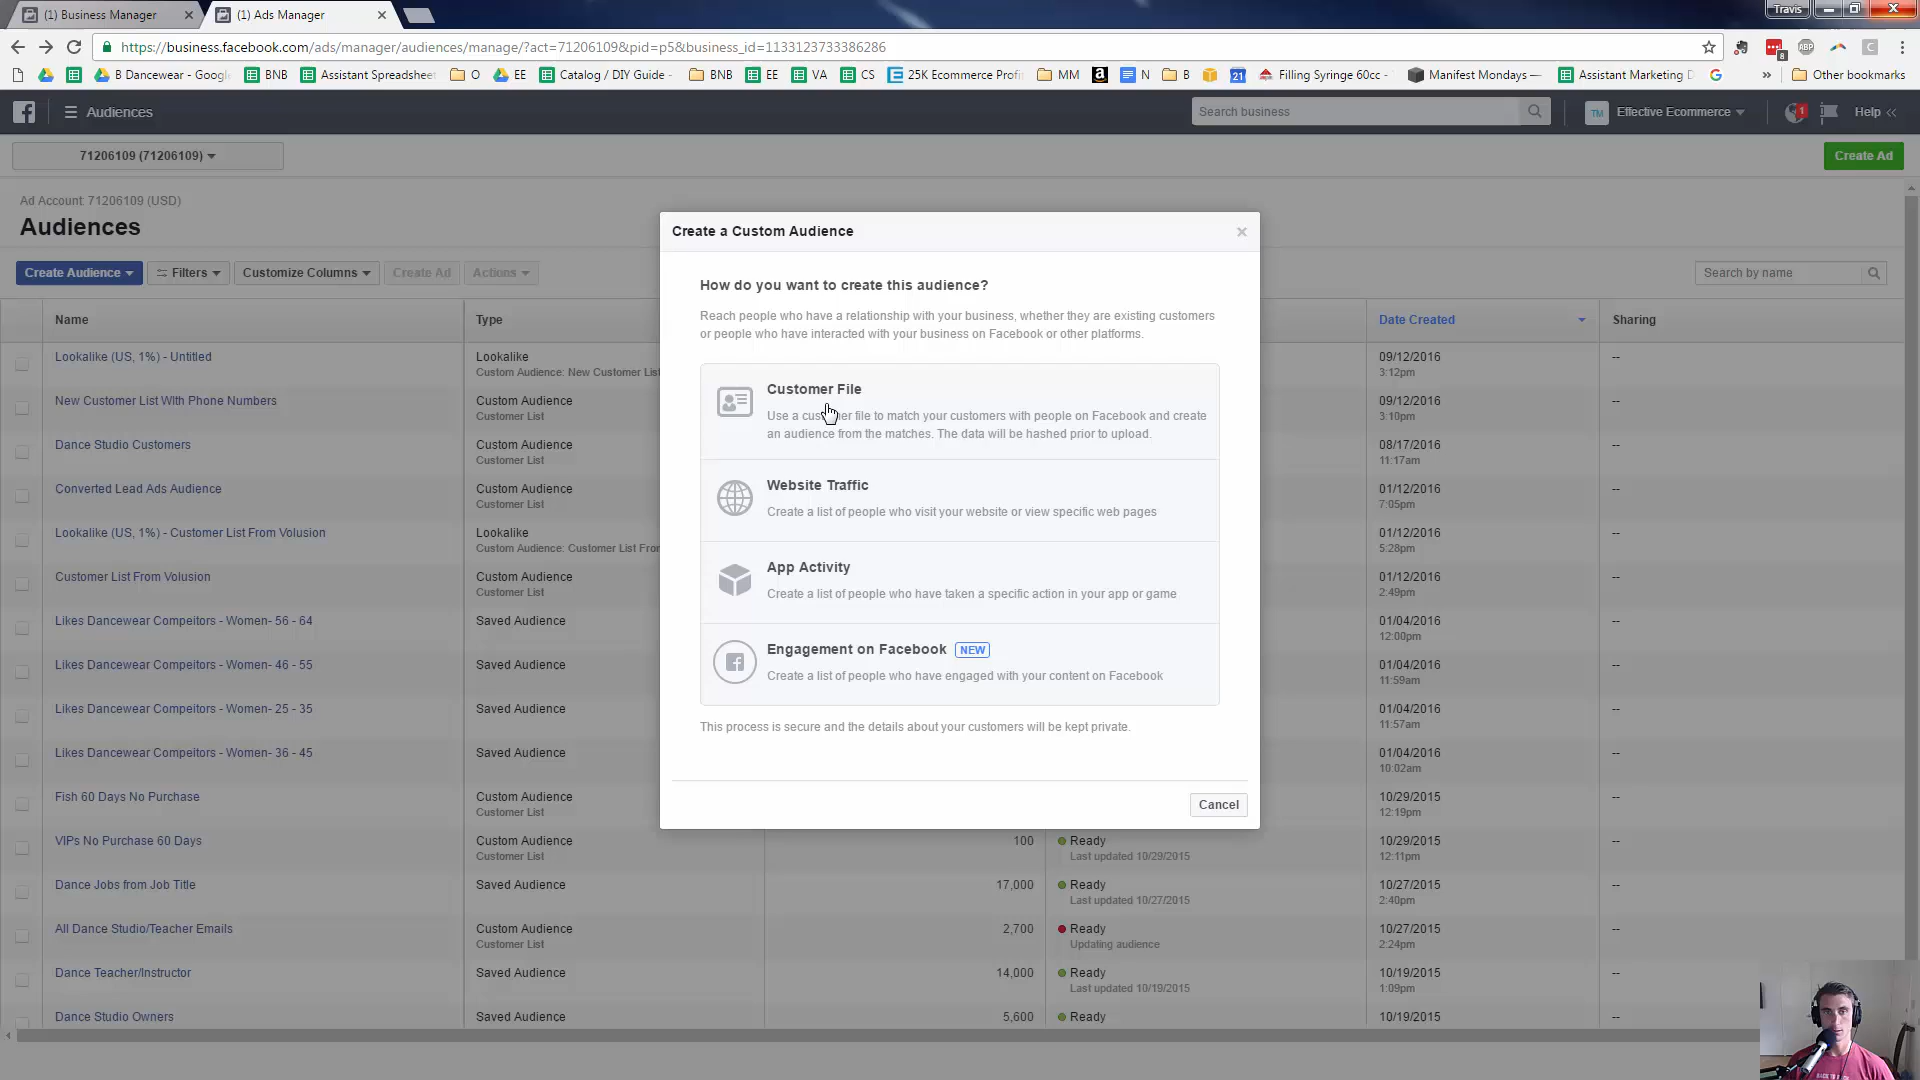 (1) Business Manager
(1) Ads Manager
Travis
https://business.facebook.com/ads/manager/audiences/manage/?act=71206109&pid=p5&business_id=1133123733386286
B Dancewear - Googl
BNB
Assistant Spreadsheet
O
EE
Catalog / DIY Guide -
BNB
EE
VA
CS
25K Ecommerce Profi
MM
N
B
21
Filling Syringe 60cc -
Manifest Mondays —
Assistant Marketing
Other bookmarks
Audiences
Search business
TM
Effective Ecommerce
1
Help
71206109 (71206109)
Create Ad
Ad Account: 71206109 (USD)
Audiences
Create Audience
Filters
Customize Columns
Create Ad
Actions
Search by name
Name
Type
Date Created
Sharing
Lookalike (US, 1%) - Untitled
Lookalike
Custom Audience: New Customer List
09/12/2016
3:12pm
--
New Customer List WIth Phone Numbers
Custom Audience
Customer List
09/12/2016
3:10pm
--
Dance Studio Customers
Custom Audience
Customer List
08/17/2016
11:17am
--
Converted Lead Ads Audience
Custom Audience
Customer List
01/12/2016
7:05pm
--
Lookalike (US, 1%) - Customer List From Volusion
Lookalike
Custom Audience: Customer List From
01/12/2016
5:28pm
--
Customer List From Volusion
Custom Audience
Customer List
01/12/2016
2:49pm
--
Likes Dancewear Compeitors - Women- 56 - 64
Saved Audience
01/04/2016
12:00pm
--
Likes Dancewear Compeitors - Women- 46 - 55
Saved Audience
01/04/2016
11:59am
--
Likes Dancewear Compeitors - Women- 25 - 35
Saved Audience
01/04/2016
11:57am
--
Likes Dancewear Compeitors - Women- 36 - 45
Saved Audience
01/04/2016
10:02am
--
Fish 60 Days No Purchase
Custom Audience
Customer List
10/29/2015
12:19pm
--
VIPs No Purchase 60 Days
Custom Audience
Customer List
100
Ready
Last updated 10/29/2015
10/29/2015
12:11pm
--
Dance Jobs from Job Title
Saved Audience
17,000
Ready
Last updated 10/27/2015
10/27/2015
2:40pm
--
All Dance Studio/Teacher Emails
Custom Audience
Customer List
2,700
Ready
Updating audience
10/27/2015
2:24pm
--
Dance Teacher/Instructor
Saved Audience
14,000
Ready
Last updated 10/19/2015
10/19/2015
1:09pm
--
Dance Studio Owners
Saved Audience
5,600
Ready
10/19/2015
--
Create a Custom Audience
How do you want to create this audience?
Reach people who have a relationship with your business, whether they are existing customers
or people who have interacted with your business on Facebook or other platforms.
Customer File
Use a customer file to match your customers with people on Facebook and create
an audience from the matches. The data will be hashed prior to upload.
Website Traffic
Create a list of people who visit your website or view specific web pages
App Activity
Create a list of people who have taken a specific action in your app or game
Engagement on Facebook NEW
Create a list of people who have engaged with your content on Facebook
This process is secure and the details about your customers will be kept private.
Cancel